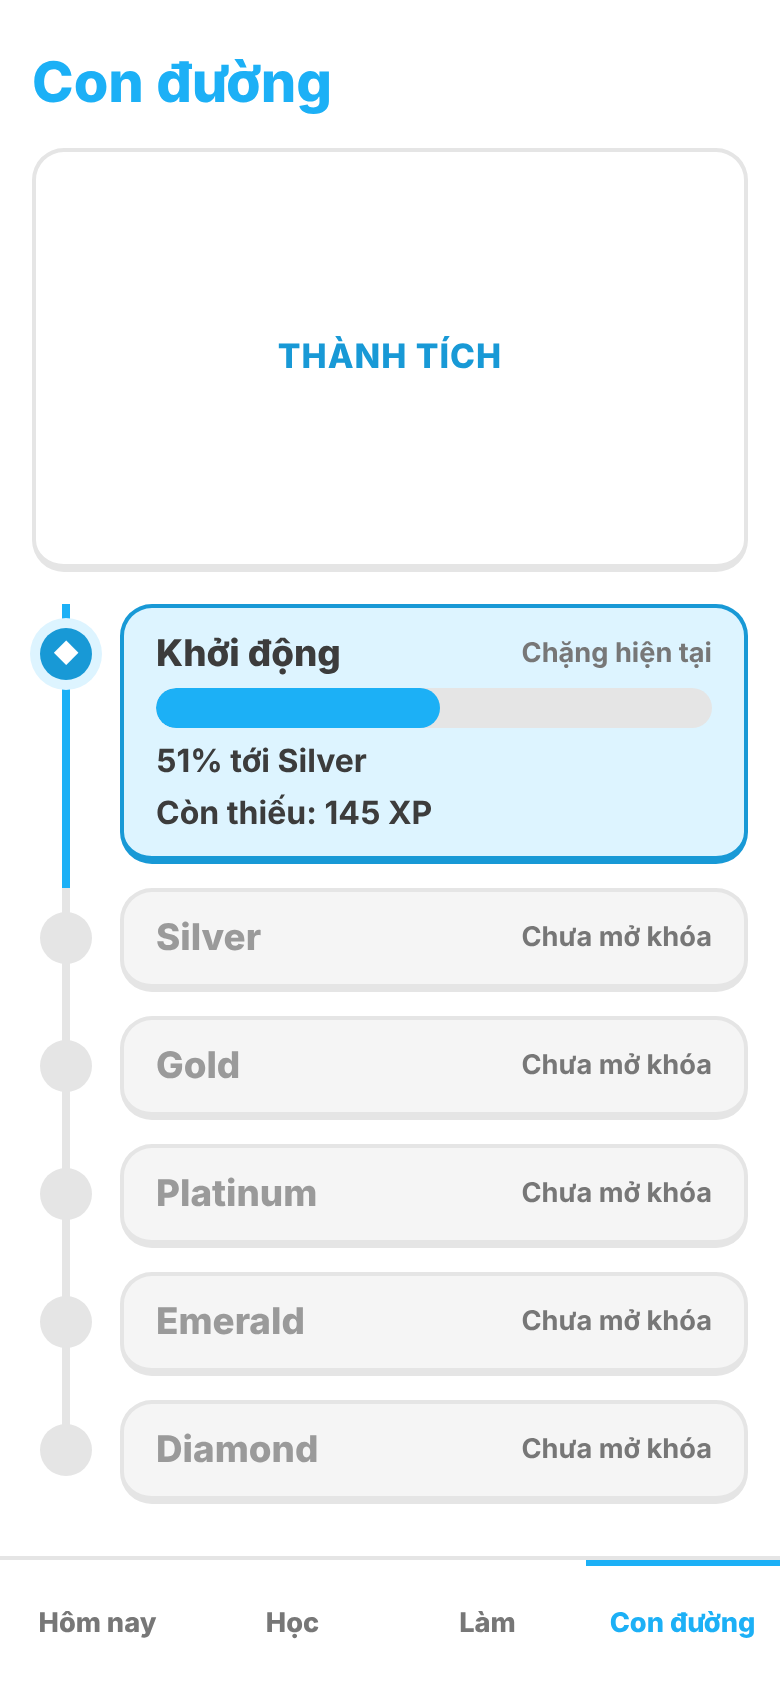 Con đường
THÀNH TÍCH
Khởi động
Chặng hiện tại
51% tới Silver
Còn thiếu: 145 XP
Silver
Chưa mở khóa
Gold
Chưa mở khóa
Platinum
Chưa mở khóa
Emerald
Chưa mở khóa
Diamond
Chưa mở khóa
Hôm nay
Học
Làm
Con đường